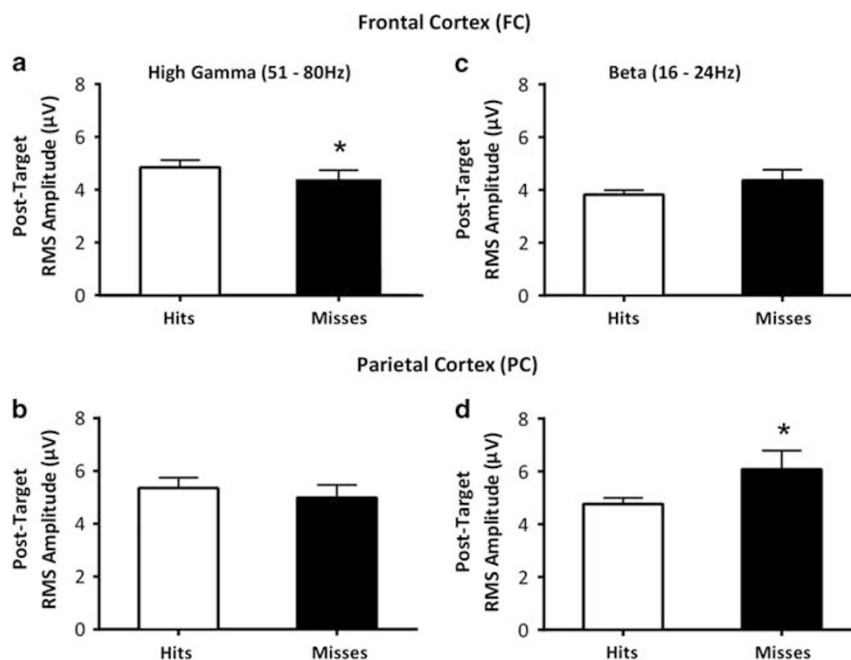 Frontal Cortex (FC)
a
High Gamma (51 - 80Hz)
Post-Target
RMS Amplitude (µV)
8
6
4
2
0
*
Hits
Misses
c
Beta (16 - 24Hz)
Post-Target
RMS Amplitude (µV)
8
6
4
2
0
Hits
Misses
Parietal Cortex (PC)
b
Post-Target
RMS Amplitude (µV)
8
6
4
2
0
Hits
Misses
d
Post-Target
RMS Amplitude (µV)
8
6
4
2
0
*
Hits
Misses